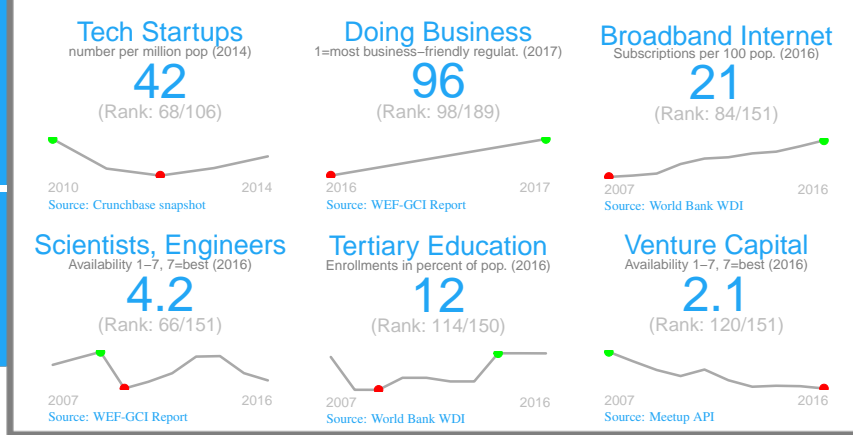 Tech Startups
number per million pop (2014)
42
(Rank: 68/106)
2010 2014
Source: Crunchbase snapshot
Doing Business
1=most business−friendly regulat. (2017)
96
(Rank: 98/189)
2016 2017
Source: WEF-GCI Report
Broadband Internet
Subscriptions per 100 pop. (2016)
21
(Rank: 84/151)
2007 2016
Source: World Bank WDI
Scientists, Engineers
Availability 1−7, 7=best (2016)
4.2
(Rank: 66/151)
2007 2016
Source: WEF-GCI Report
Tertiary Education
Enrollments in percent of pop. (2016)
12
(Rank: 114/150)
2007 2016
Source: World Bank WDI
Venture Capital
Availability 1−7, 7=best (2016)
2.1
(Rank: 120/151)
2007 2016
Source: Meetup API